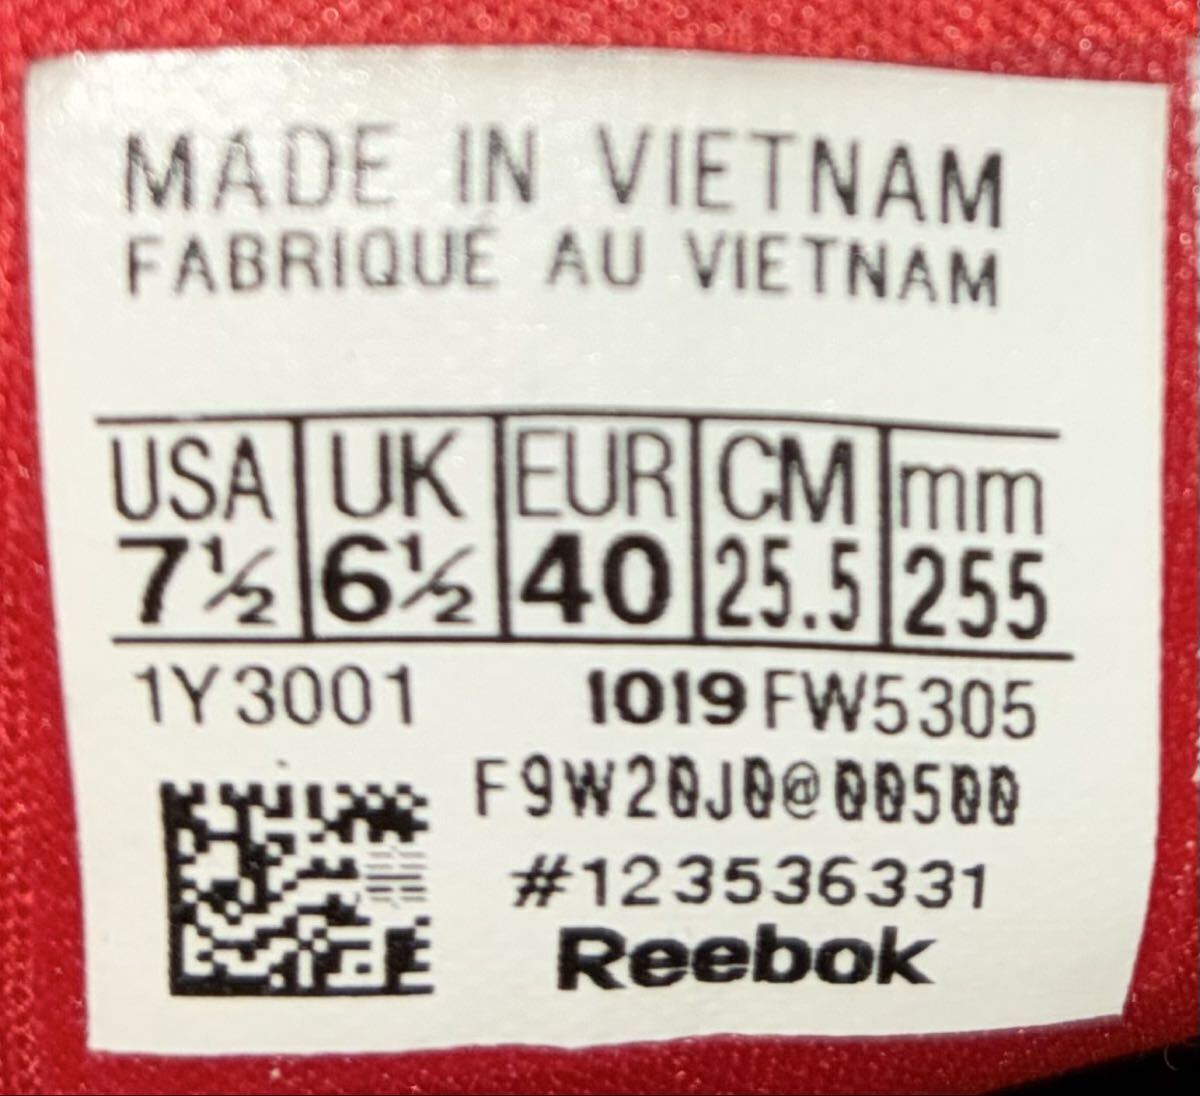 MADE IN VIETNAM
FABRIQUÉ AU VIETNAM
USA UK EUR CM mm
7½ 6½ 40 25.5 255
1Y3001 1019 FW5305
F9W20J0@00500
#123536331
Reebok